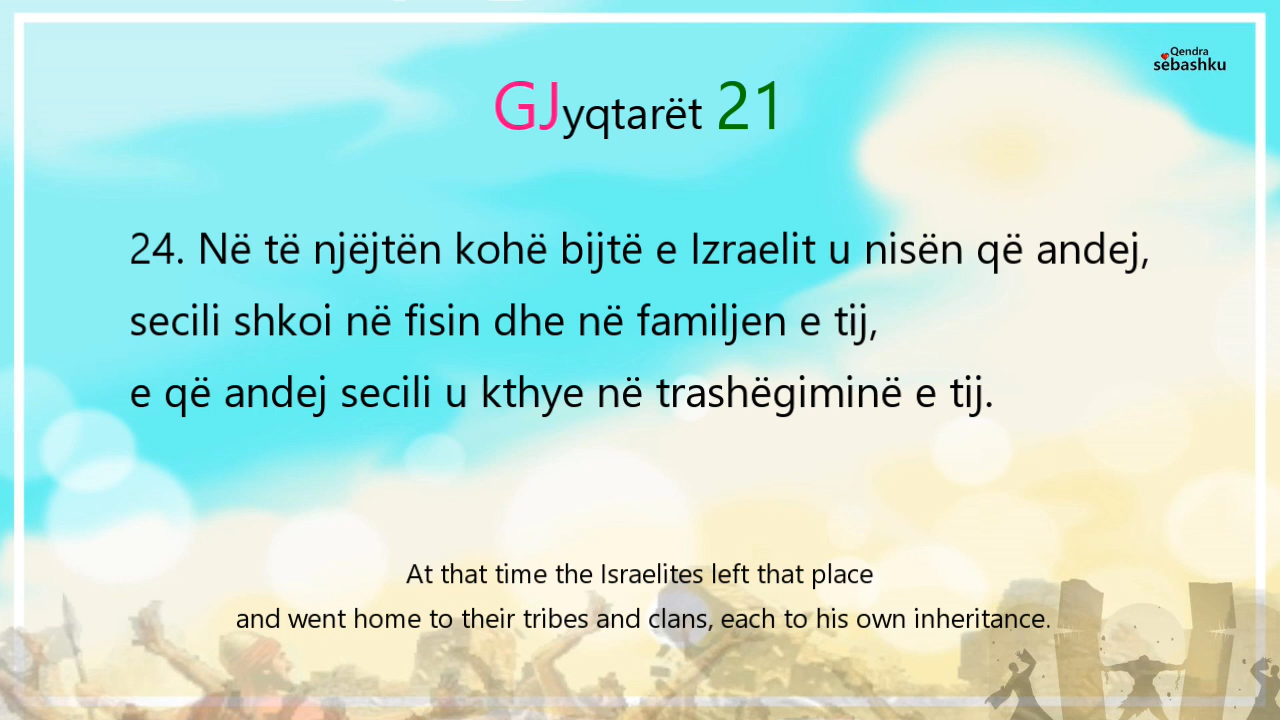 Qendra
sëbashku
GJyqtarët 21
24. Në të njëjtën kohë bijtë e Izraelit u nisën që andej,
secili shkoi në fisin dhe në familjen e tij,
e që andej secili u kthye në trashëgiminë e tij.
At that time the Israelites left that place
and went home to their tribes and clans, each to his own inheritance.